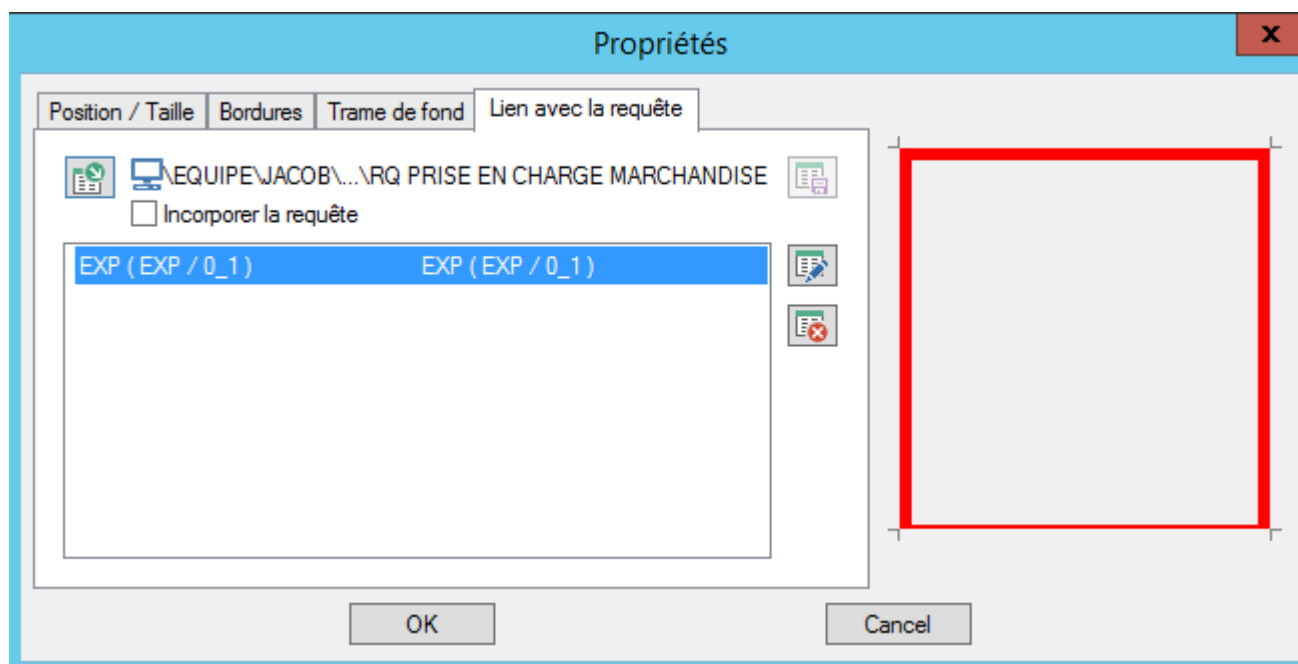 Propriétés
x
Position / Taille Bordures Trame de fond Lien avec la requête
\EQUIPE\JACOB\...\RQ PRISE EN CHARGE MARCHANDISE
Incorporer la requête
EXP ( EXP / 0_1 ) EXP ( EXP / 0_1 )
OK Cancel